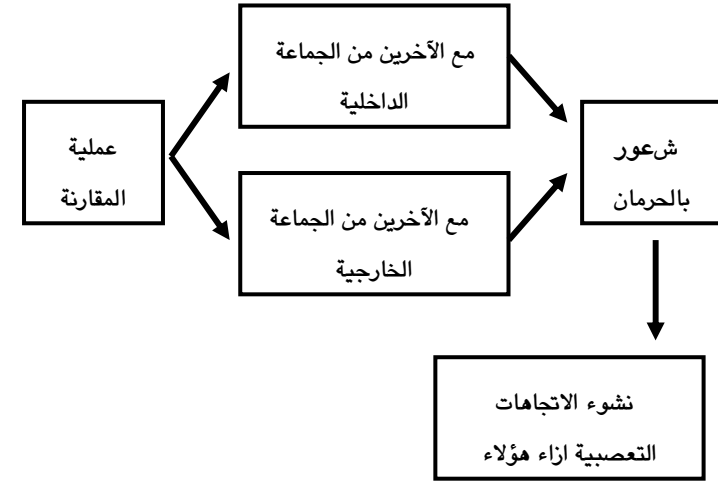 عملية
المقارنة
مع الآخرين من الجماعة
الداخلية
مع الآخرين من الجماعة
الخارجية
شعور
بالحرمان
نشوء الاتجاهات
التعصبية ازاء هؤلاء